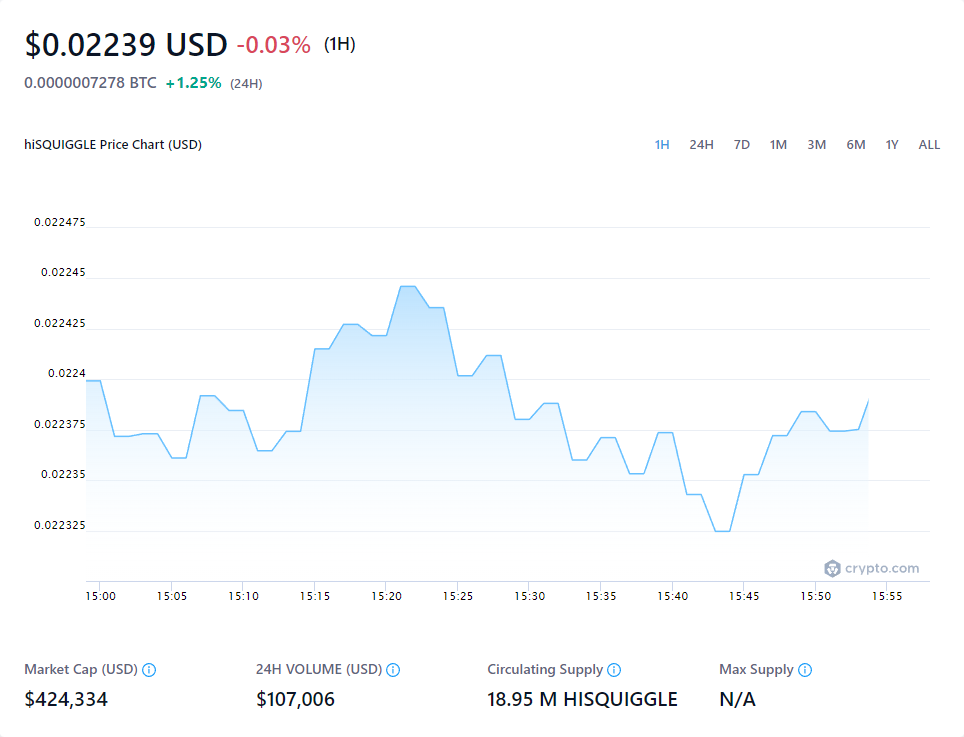 $0.02239 USD -0.03% (1H)
0.0000007278 BTC +1.25% (24H)
hiSQUIGGLE Price Chart (USD) 1H 24H 7D 1M 3M 6M 1Y ALL
0.022475
0.02245
0.022425
0.0224
0.022375
0.02235
0.022325
crypto.com
15:00 15:05 15:10 15:15 15:20 15:25 15:30 15:35 15:40 15:45 15:50 15:55
Market Cap (USD) 24H VOLUME (USD) Circulating Supply Max Supply
$424,334 $107,006 18.95 M HISQUIGGLE N/A